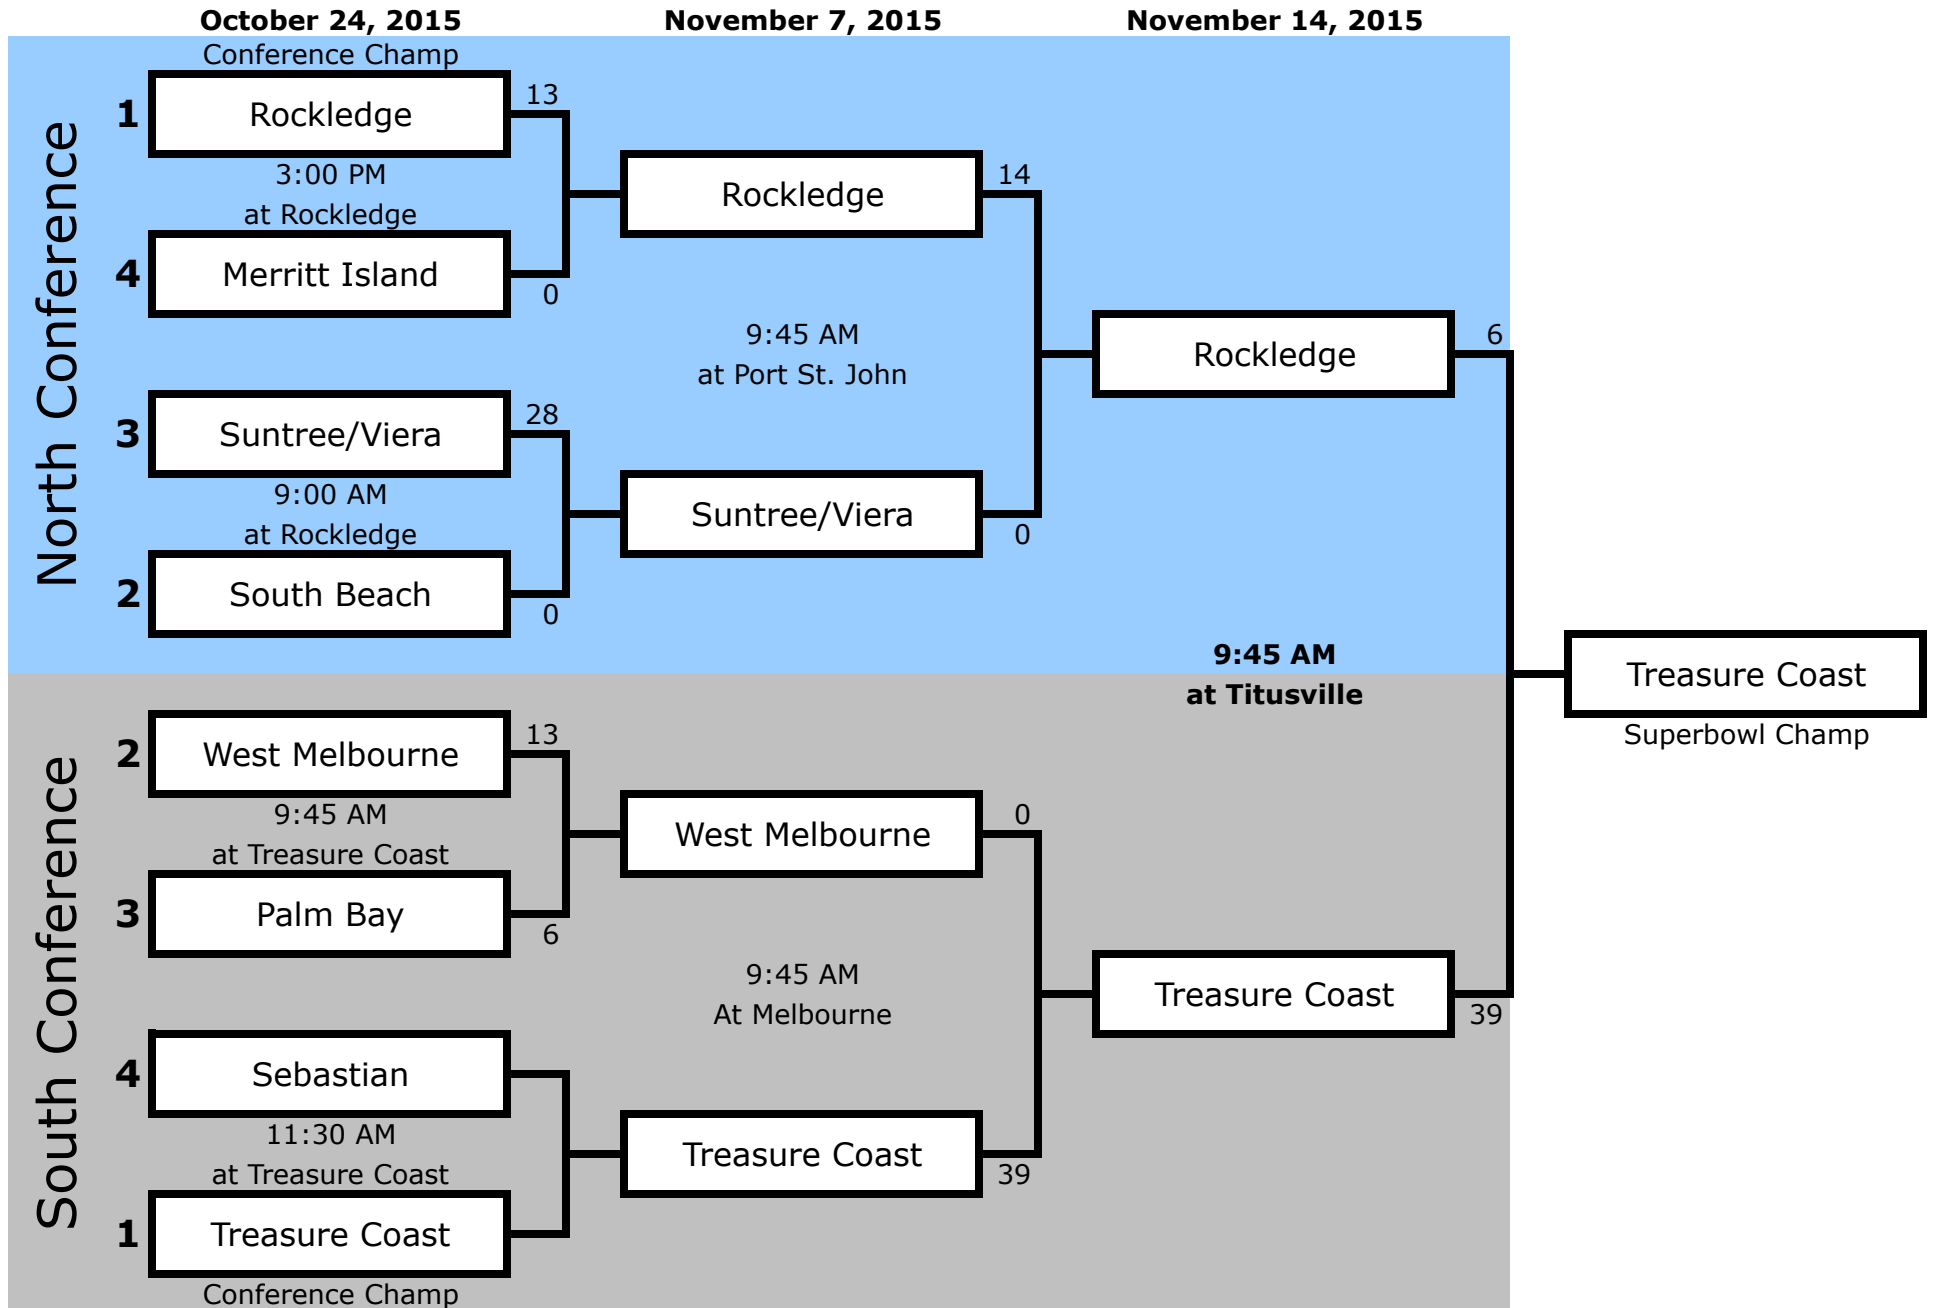 October 24, 2015
November 7, 2015
November 14, 2015
North Conference
Conference Champ
1
Rockledge
13
3:00 PM
at Rockledge
4
Merritt Island
0
3
Suntree/Viera
28
9:00 AM
at Rockledge
2
South Beach
0
Rockledge
14
9:45 AM
at Port St. John
Suntree/Viera
0
Rockledge
6
9:45 AM
at Titusville
Treasure Coast
Superbowl Champ
South Conference
2
West Melbourne
13
9:45 AM
at Treasure Coast
3
Palm Bay
6
4
Sebastian
11:30 AM
at Treasure Coast
1
Treasure Coast
Conference Champ
West Melbourne
0
9:45 AM
At Melbourne
Treasure Coast
39
Treasure Coast
39